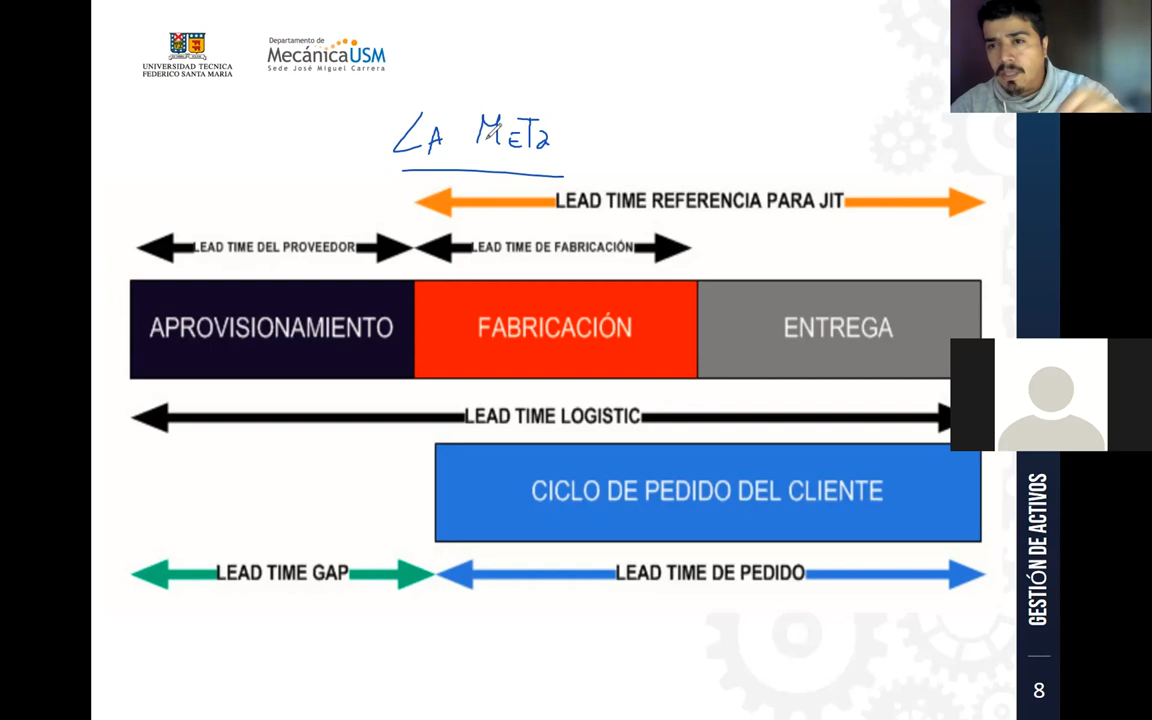 UNIVERSIDAD TECNICA
FEDERICO SANTA MARIA
Departamento de
MecánicaUSM
Sede José Miguel Carrera
LA META
LEAD TIME REFERENCIA PARA JIT
LEAD TIME DEL PROVEEDOR
LEAD TIME DE FABRICACIÓN
APROVISIONAMIENTO
FABRICACIÓN
ENTREGA
LEAD TIME LOGISTIC
CICLO DE PEDIDO DEL CLIENTE
LEAD TIME GAP
LEAD TIME DE PEDIDO
GESTIÓN DE ACTIVOS
8